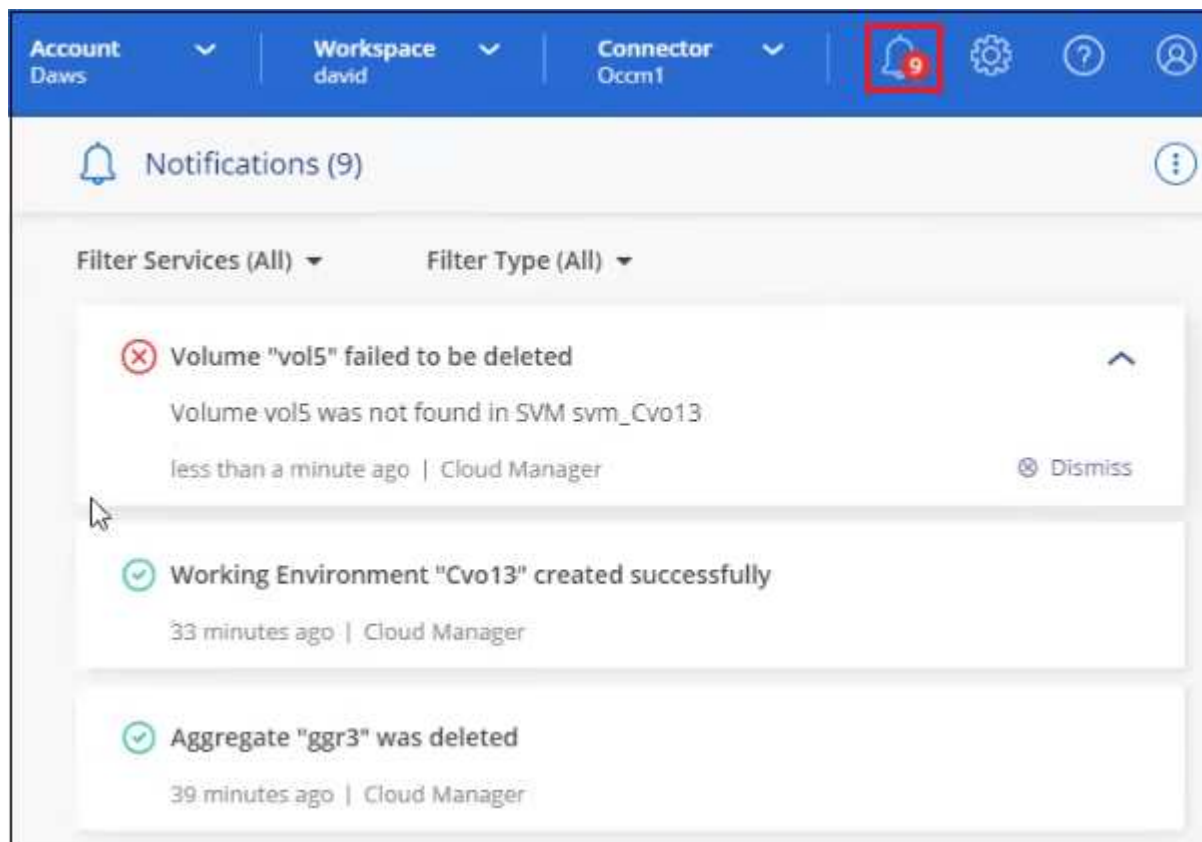 Account Workspace Connector 9
Daws david Occm1
Notifications (9)
Filter Services (All) Filter Type (All)
Volume "vol5" failed to be deleted
Volume vol5 was not found in SVM svm_Cvo13
less than a minute ago | Cloud Manager Dismiss
Working Environment "Cvo13" created successfully
33 minutes ago | Cloud Manager
Aggregate "ggr3" was deleted
39 minutes ago | Cloud Manager